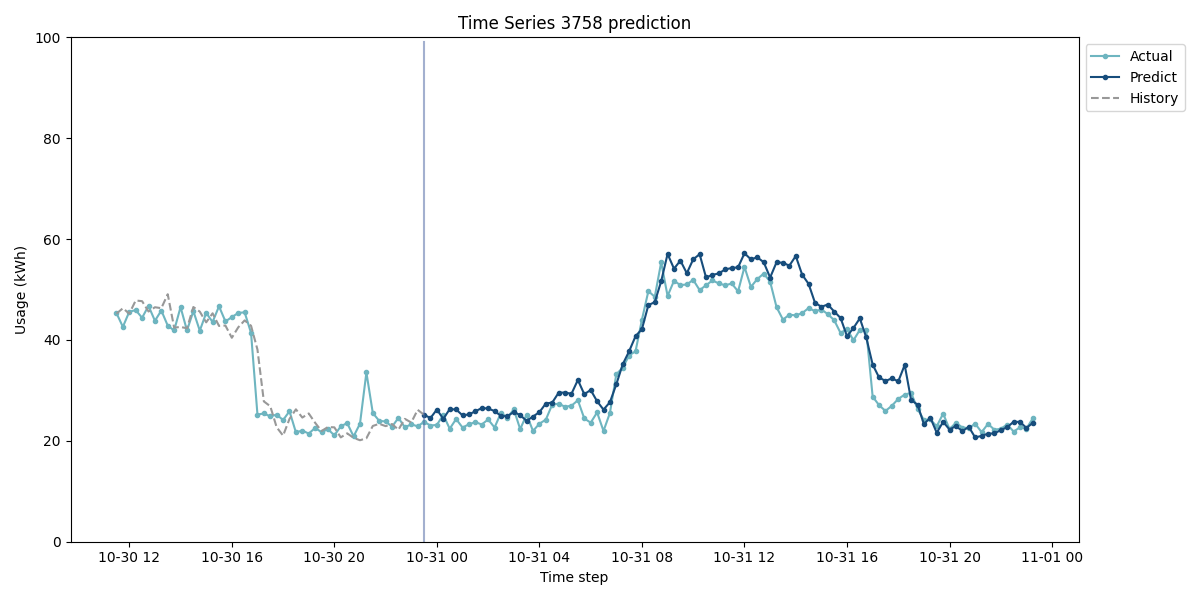 Time Series 3758 prediction
100
80
60
40
20
0
Usage (kWh)
10-30 12
10-30 16
10-30 20
10-31 00
10-31 04
10-31 08
10-31 12
10-31 16
10-31 20
11-01 00
Time step
Actual
Predict
History